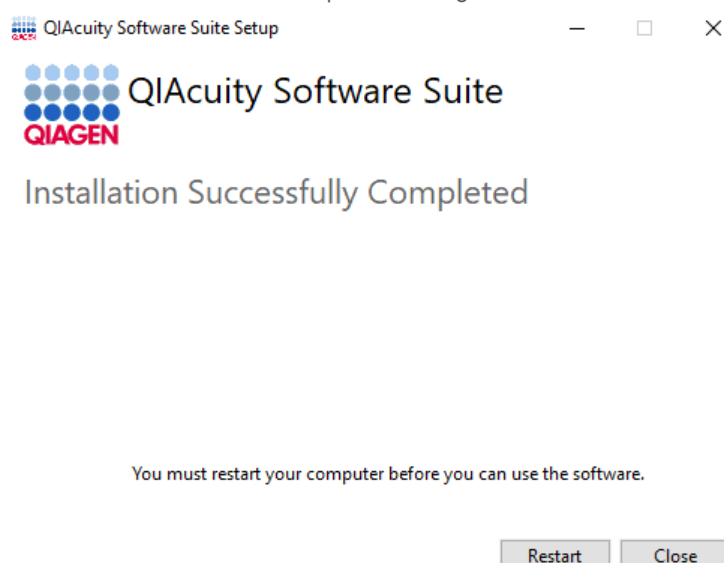 QIAcuity Software Suite Setup
QIAGEN
QIAcuity Software Suite
Installation Successfully Completed
You must restart your computer before you can use the software.
Restart
Close